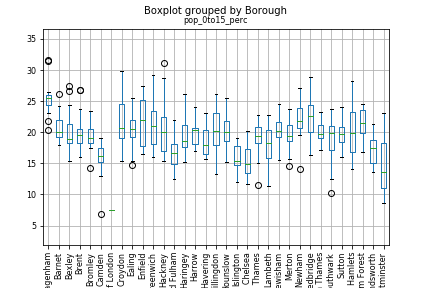 Boxplot grouped by Borough
pop_0to15_perc
35
30
25
20
15
10
5
genham
Barnet
Bexley
Brent
Bromley
Camden
f London
Croydon
Ealing
Enfield
eenwich
Hackney
d Fulham
Haringey
Harrow
Havering
illingdon
ounslow
Islington
Chelsea
Thames
Lambeth
ewisham
Merton
Newham
edbridge
Thames
uthwark
Sutton
Hamlets
m Forest
dsworth
tminster